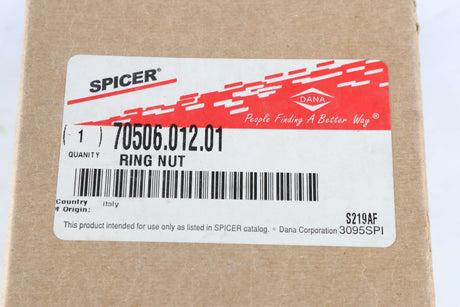 SPICER®
DANA
People Finding A Better Way®
( 1 ) 70506.012.01
QUANTITY RING NUT
Country Italy
of Origin:
S219AF
This product intended for use only as listed in SPICER catalog. • Dana Corporation 3095SPI